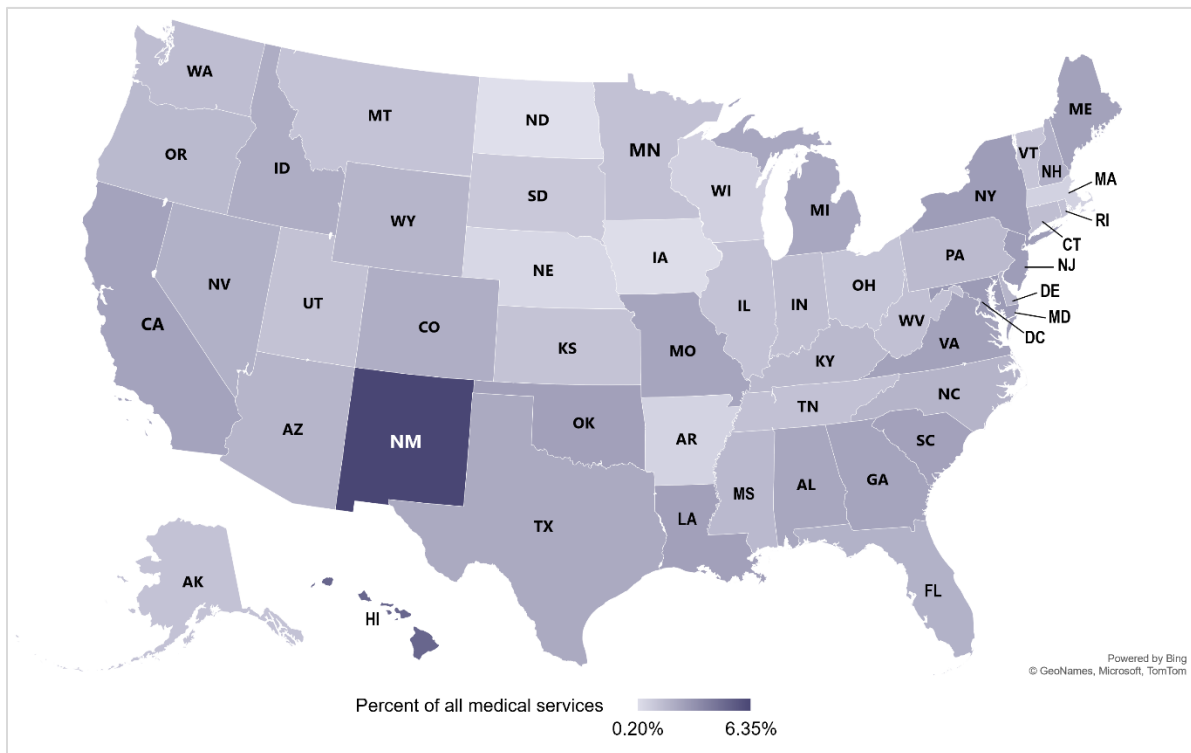 WA
MT
ND
MN
ME
OR
ID
SD
WI
VT
NH
MA
NY
WY
MI
RI
CT
NE
IA
PA
NJ
NV
UT
IL
IN
OH
DE
CA
CO
KS
MO
WV
MD
DC
KY
VA
AZ
NM
OK
TN
NC
AR
SC
MS
AL
GA
LA
TX
AK
HI
FL
Powered by Bing
© GeoNames, Microsoft, TomTom
Percent of all medical services
0.20% 6.35%